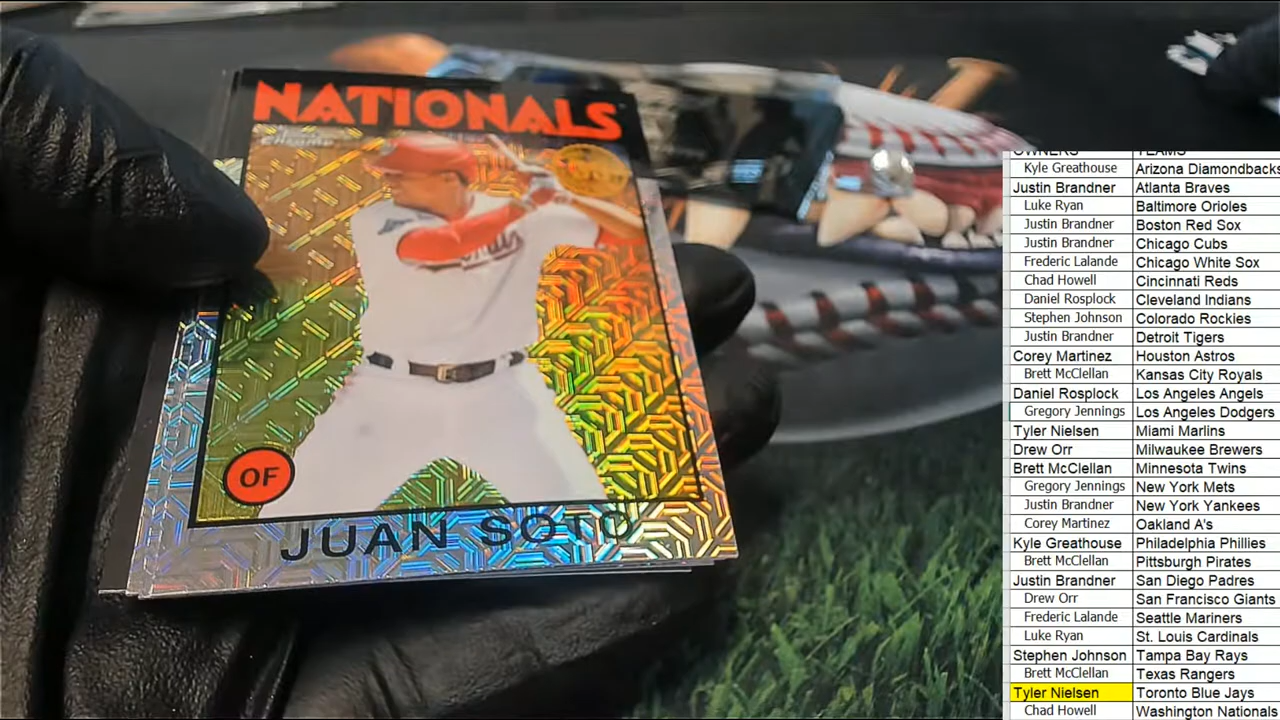 NATIONALS
Chrome
OF
JUAN SOTO
OWNERS TEAMS
Kyle Greathouse Arizona Diamondbacks
Justin Brandner Atlanta Braves
Luke Ryan Baltimore Orioles
Justin Brandner Boston Red Sox
Justin Brandner Chicago Cubs
Frederic Lalande Chicago White Sox
Chad Howell Cincinnati Reds
Daniel Rosplock Cleveland Indians
Stephen Johnson Colorado Rockies
Justin Brandner Detroit Tigers
Corey Martinez Houston Astros
Brett McClellan Kansas City Royals
Daniel Rosplock Los Angeles Angels
Gregory Jennings Los Angeles Dodgers
Tyler Nielsen Miami Marlins
Drew Orr Milwaukee Brewers
Brett McClellan Minnesota Twins
Gregory Jennings New York Mets
Justin Brandner New York Yankees
Corey Martinez Oakland A's
Kyle Greathouse Philadelphia Phillies
Brett McClellan Pittsburgh Pirates
Justin Brandner San Diego Padres
Drew Orr San Francisco Giants
Frederic Lalande Seattle Mariners
Luke Ryan St. Louis Cardinals
Stephen Johnson Tampa Bay Rays
Brett McClellan Texas Rangers
Tyler Nielsen Toronto Blue Jays
Chad Howell Washington Nationals